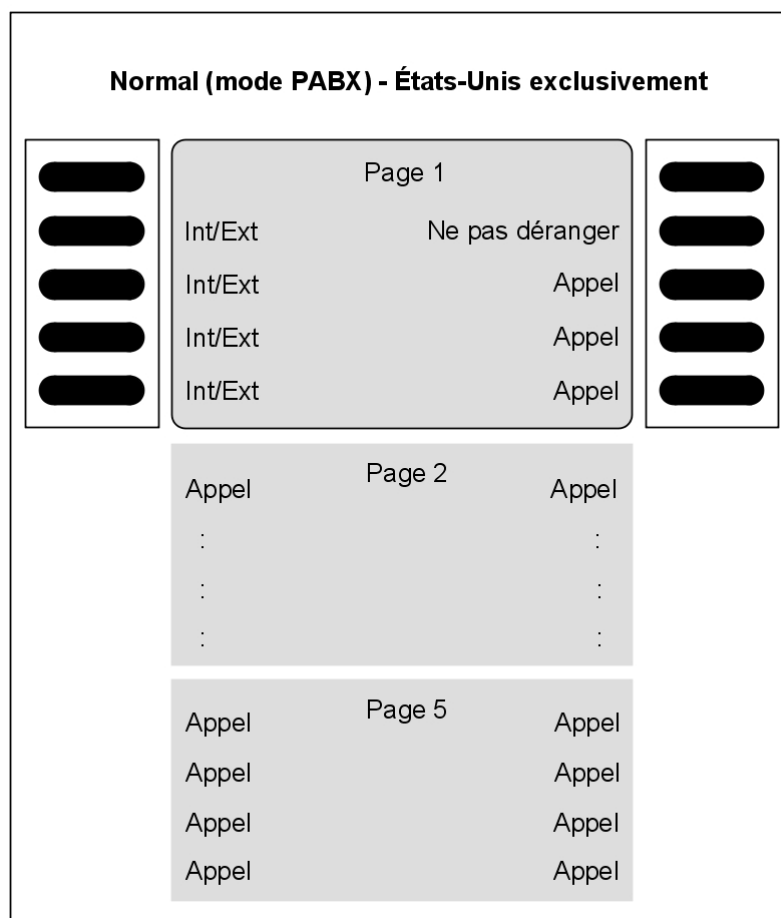 Normal (mode PABX) - États-Unis exclusivement
Page 1
Int/Ext Ne pas déranger
Int/Ext Appel
Int/Ext Appel
Int/Ext Appel
Page 2
Appel Appel
: :
: :
: :
Page 5
Appel Appel
Appel Appel
Appel Appel
Appel Appel